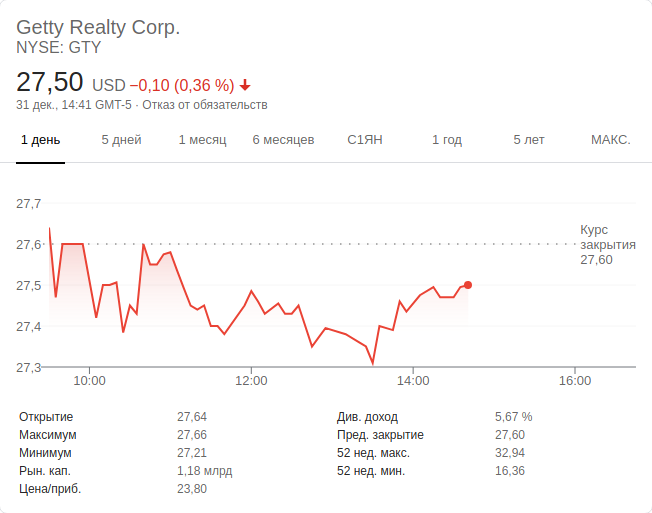 Getty Realty Corp.
NYSE: GTY
27,50 USD −0,10 (0,36 %)
31 дек., 14:41 GMT-5 · Отказ от обязательств
1 день 5 дней 1 месяц 6 месяцев С1ЯН 1 год 5 лет МАКС.
27,7
Курс
27,6 закрытия
27,60
27,5
27,4
27,3
10:00 12:00 14:00 16:00
Открытие 27,64 Див. доход 5,67 %
Максимум 27,66 Пред. закрытие 27,60
Минимум 27,21 52 нед. макс. 32,94
Рын. кап. 1,18 млрд 52 нед. мин. 16,36
Цена/приб. 23,80